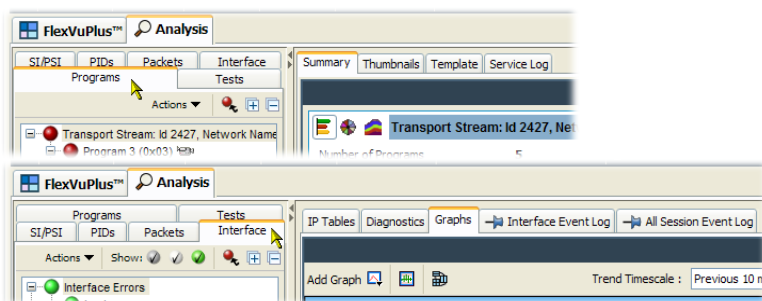 FlexVuPlus™ Analysis
SI/PSI PIDs Packets Interface
Programs Tests
Actions
Transport Stream: Id 2427, Network Name
Program 3 (0x03)
Summary Thumbnails Template Service Log
Transport Stream: Id 2427, Net
Number of Programs 5
FlexVuPlus™ Analysis
Programs Tests
SI/PSI PIDs Packets Interface
Actions Show:
Interface Errors
IP Tables Diagnostics Graphs Interface Event Log All Session Event Log
Add Graph Trend Timescale : Previous 10 m